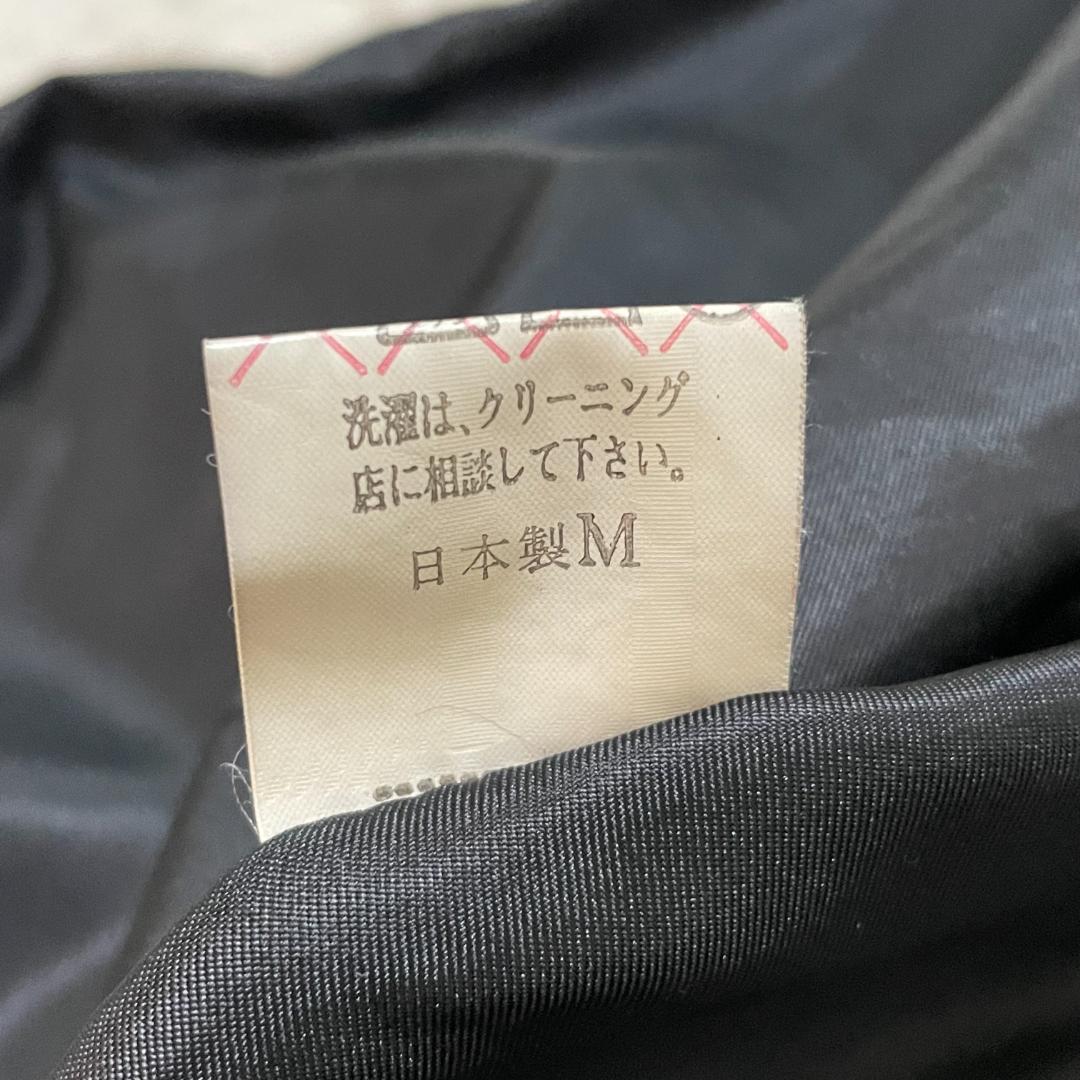 洗濯は、クリーニング
店に相談して下さい。
日本製M